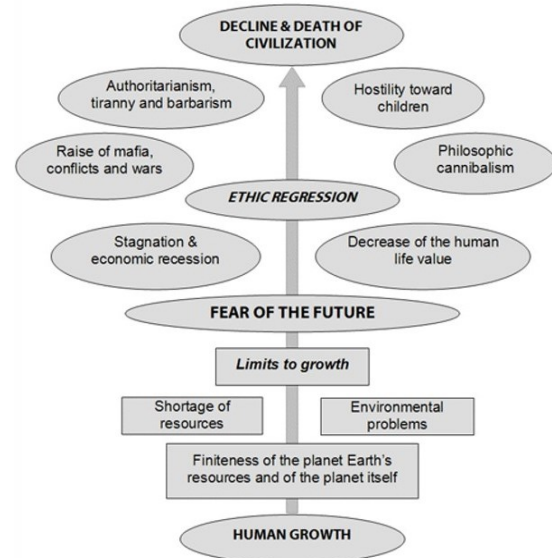 DECLINE & DEATH OF
CIVILIZATION
Authoritarianism,
tiranny and barbarism
Hostility toward
children
Raise of mafia,
conflicts and wars
Philosophic
cannibalism
ETHIC REGRESSION
Stagnation &
economic recession
Decrease of the human
life value
FEAR OF THE FUTURE
Limits to growth
Shortage of
resources
Environmental
problems
Finiteness of the planet Earth's
resources and of the planet itself
HUMAN GROWTH